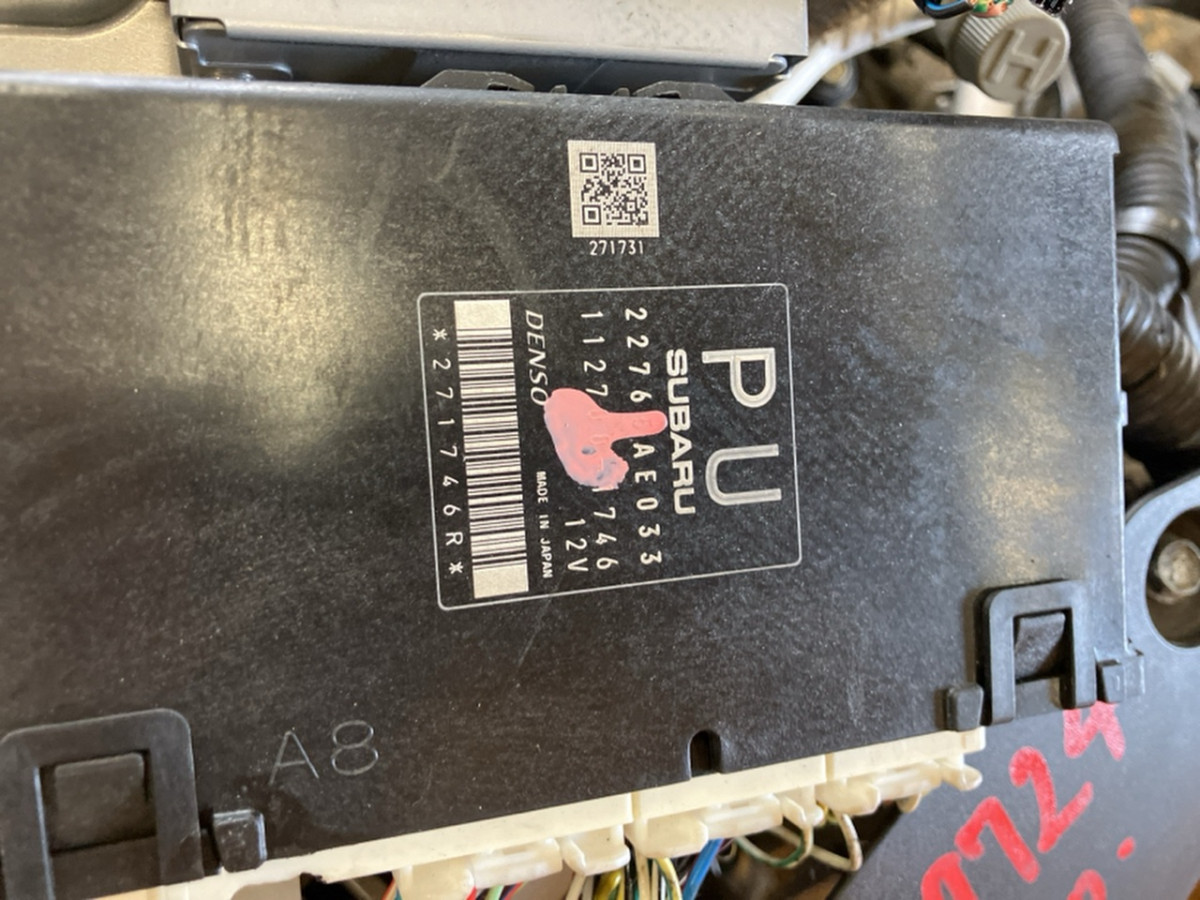 H
271731
PU
SUBARU
2276 AE033
1127 746
12V
DENSO
MADE IN JAPAN
*271746R*
A8